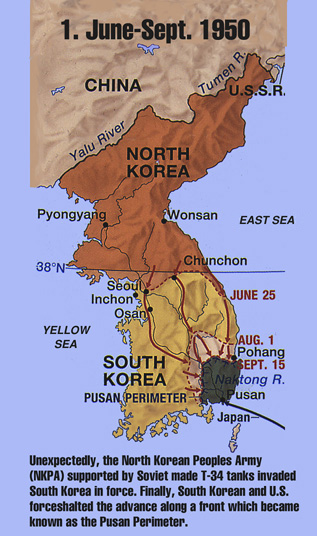 1. June-Sept. 1950
CHINA
Tumen R.
U.S.S.R.
Yalu River
NORTH
KOREA
Pyongyang
Wonsan
EAST SEA
38°N
Chunchon
Seoul
Inchon
Osan
JUNE 25
YELLOW
SEA
AUG. 1
Pohang
SEPT. 15
SOUTH
KOREA
Naktong R.
PUSAN PERIMETER
Pusan
Japan
Unexpectedly, the North Korean Peoples Army
(NKPA) supported by Soviet made T-34 tanks invaded
South Korea in force. Finally, South Korean and U.S.
forceshalted the advance along a front which became
known as the Pusan Perimeter.